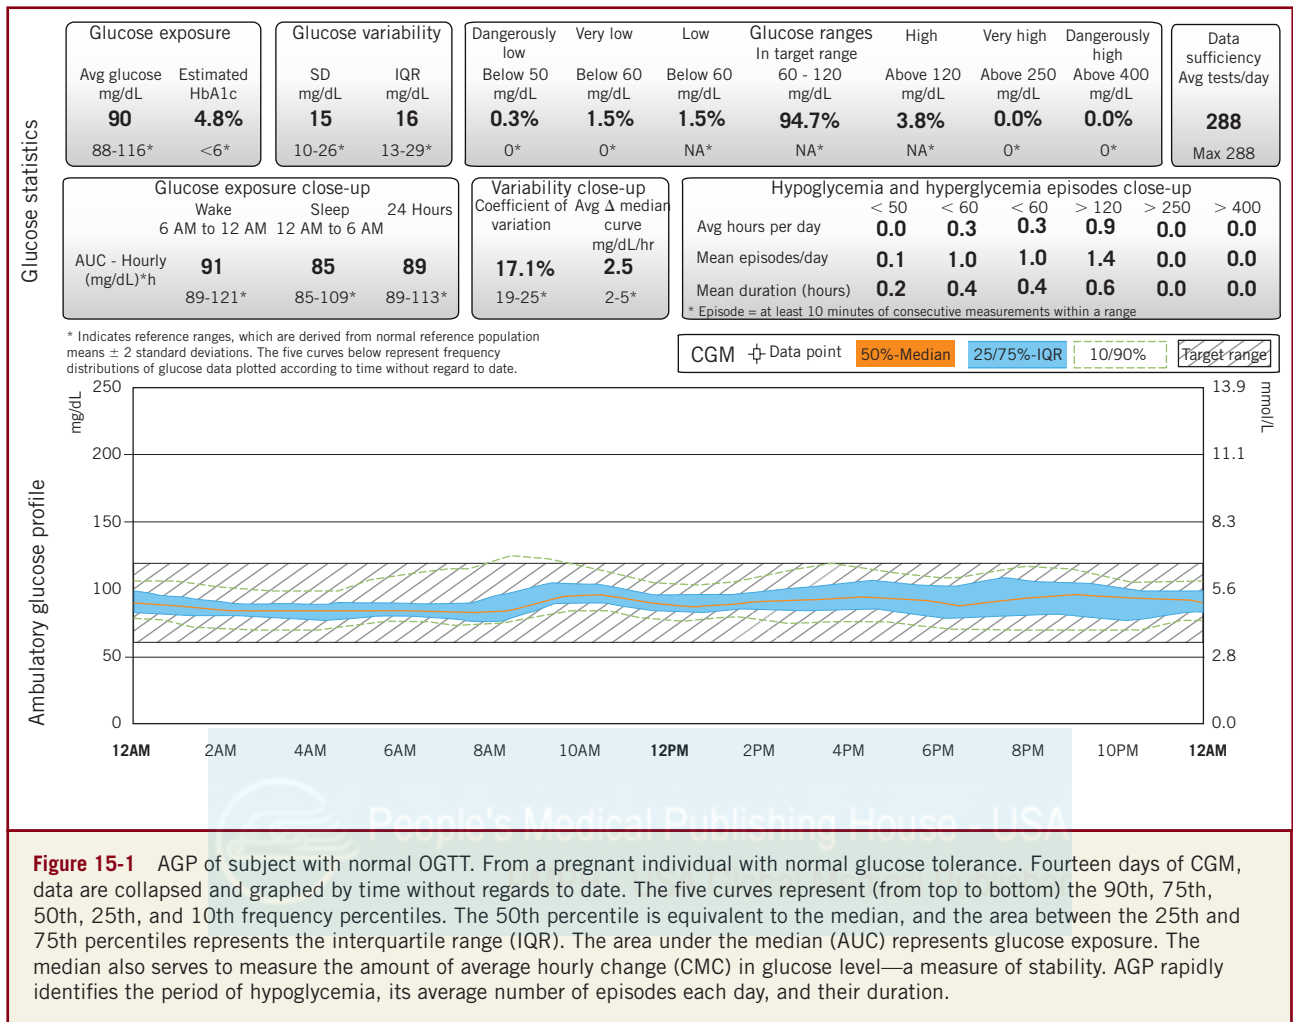 Glucose statistics
Glucose exposure
Avg glucose mg/dL
Estimated HbA1c
90 4.8%
88-116* <6*
Glucose variability
SD mg/dL
IQR mg/dL
15 16
10-26* 13-29*
Glucose ranges
Dangerously low
Very low
Low
In target range
High
Very high
Dangerously high
Below 50 mg/dL
Below 60 mg/dL
Below 60 mg/dL
60 - 120 mg/dL
Above 120 mg/dL
Above 250 mg/dL
Above 400 mg/dL
0.3% 1.5% 1.5% 94.7% 3.8% 0.0% 0.0%
0* 0* NA* NA* NA* 0* 0*
Data
sufficiency
Avg tests/day
288
Max 288
Glucose exposure close-up
Wake Sleep 24 Hours
6 AM to 12 AM 12 AM to 6 AM
AUC - Hourly
(mg/dL)*h
91 85 89
89-121* 85-109* 89-113*
Variability close-up
Coefficient of variation
Avg Δ median curve mg/dL/hr
17.1% 2.5
19-25* 2-5*
Hypoglycemia and hyperglycemia episodes close-up
< 50 < 60 < 60 > 120 > 250 > 400
Avg hours per day 0.0 0.3 0.3 0.9 0.0 0.0
Mean episodes/day 0.1 1.0 1.0 1.4 0.0 0.0
Mean duration (hours) 0.2 0.4 0.4 0.6 0.0 0.0
* Episode = at least 10 minutes of consecutive measurements within a range
* Indicates reference ranges, which are derived from normal reference population
means ± 2 standard deviations. The five curves below represent frequency
distributions of glucose data plotted according to time without regard to date.
CGM Data point 50%-Median 25/75%-IQR 10/90% Target range
Ambulatory glucose profile
mg/dL
250
200
150
100
50
0
mmol/L
13.9
11.1
8.3
5.6
2.8
0.0
12AM 2AM 4AM 6AM 8AM 10AM 12PM 2PM 4PM 6PM 8PM 10PM 12AM
People's Medical Publishing House - USA
Figure 15-1 AGP of subject with normal OGTT. From a pregnant individual with normal glucose tolerance. Fourteen days of CGM,
data are collapsed and graphed by time without regards to date. The five curves represent (from top to bottom) the 90th, 75th,
50th, 25th, and 10th frequency percentiles. The 50th percentile is equivalent to the median, and the area between the 25th and
75th percentiles represents the interquartile range (IQR). The area under the median (AUC) represents glucose exposure. The
median also serves to measure the amount of average hourly change (CMC) in glucose level—a measure of stability. AGP rapidly
identifies the period of hypoglycemia, its average number of episodes each day, and their duration.